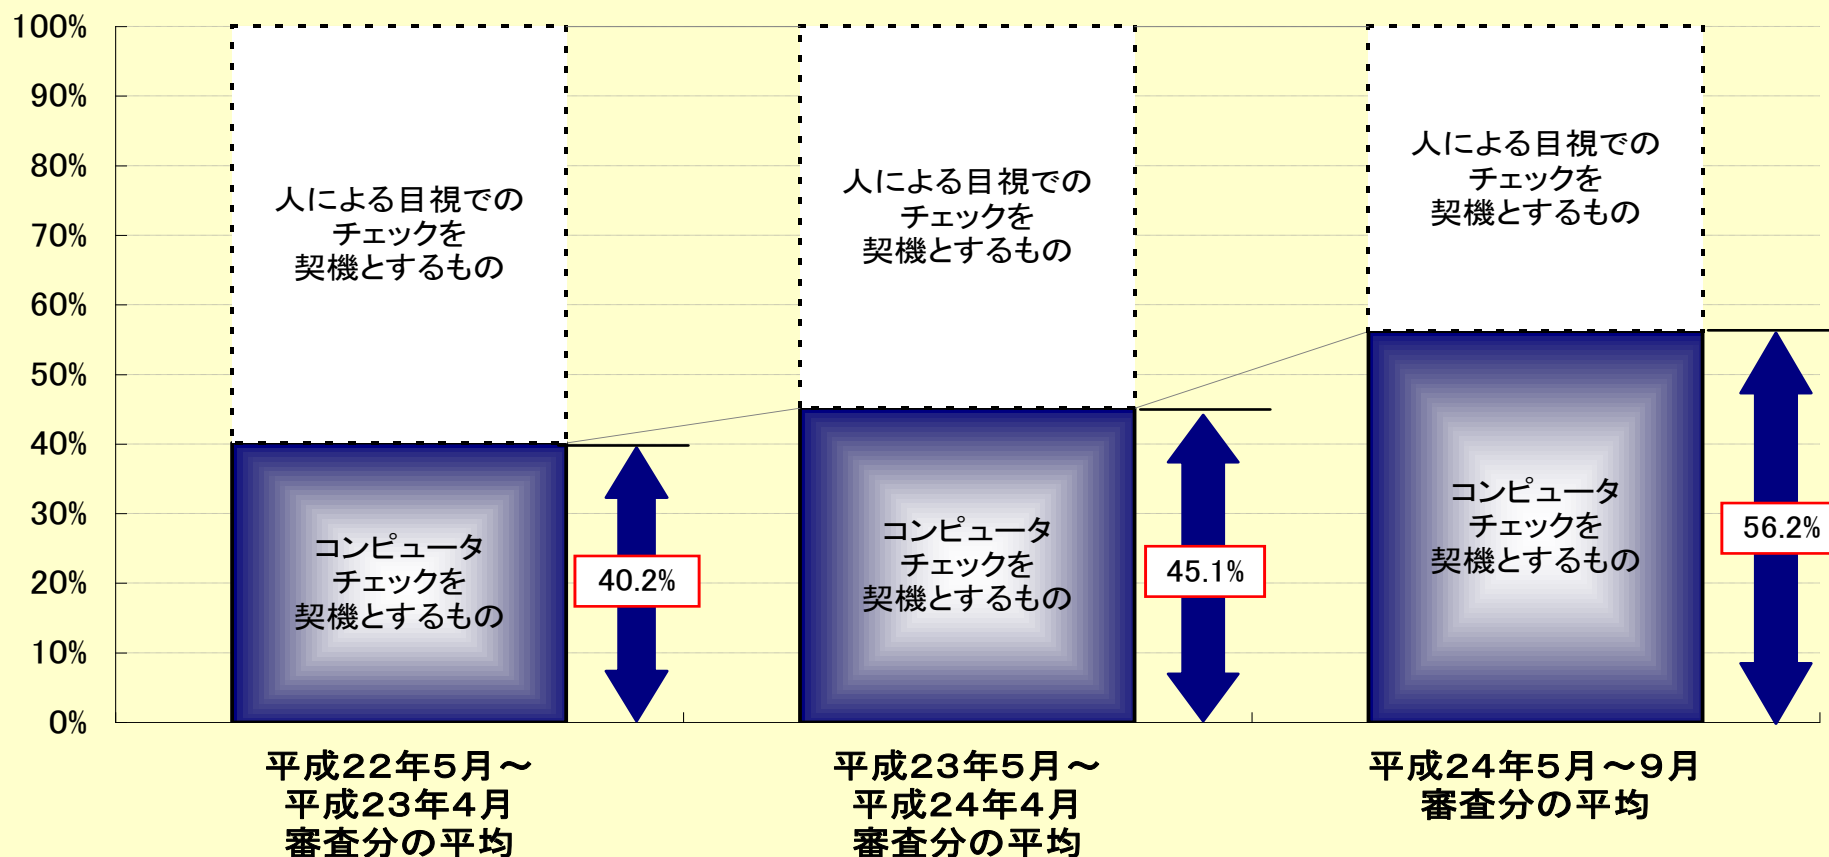 100%
90%
80%
70%
60%
50%
40%
30%
20%
10%
0%
人による目視での
チェックを
契機とするもの
コンピュータ
チェックを
契機とするもの
40.2%
人による目視での
チェックを
契機とするもの
コンピュータ
チェックを
契機とするもの
45.1%
人による目視での
チェックを
契機とするもの
コンピュータ
チェックを
契機とするもの
56.2%
平成22年5月～
平成23年4月
審査分の平均
平成23年5月～
平成24年4月
審査分の平均
平成24年5月～9月
審査分の平均